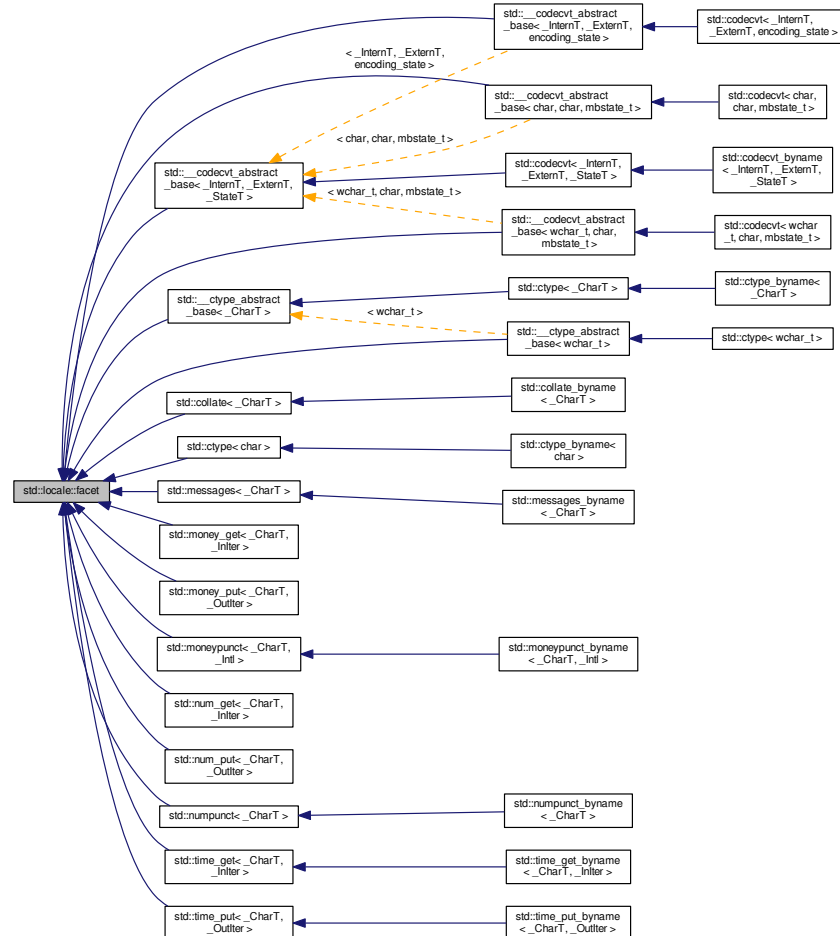 std::__codecvt_abstract
_base< _InternT, _ExternT,
encoding_state >
std::codecvt< _InternT,
_ExternT, encoding_state >
< _InternT, _ExternT,
encoding_state >
std::__codecvt_abstract
_base< char, char, mbstate_t >
std::codecvt< char,
char, mbstate_t >
< char, char, mbstate_t >
std::__codecvt_abstract
_base< _InternT, _ExternT,
_StateT >
std::codecvt< _InternT,
_ExternT, _StateT >
std::codecvt_byname
< _InternT, _ExternT,
_StateT >
< wchar_t, char, mbstate_t >
std::__codecvt_abstract
_base< wchar_t, char,
mbstate_t >
std::codecvt< wchar
_t, char, mbstate_t >
std::__ctype_abstract
_base< _CharT >
std::ctype< _CharT >
std::ctype_byname<
_CharT >
< wchar_t >
std::__ctype_abstract
_base< wchar_t >
std::ctype< wchar_t >
std::collate< _CharT >
std::collate_byname
< _CharT >
std::ctype< char >
std::ctype_byname<
char >
std::locale::facet
std::messages< _CharT >
std::messages_byname
< _CharT >
std::money_get< _CharT,
_InIter >
std::money_put< _CharT,
_OutIter >
std::moneypunct< _CharT,
_Intl >
std::moneypunct_byname
< _CharT, _Intl >
std::num_get< _CharT,
_InIter >
std::num_put< _CharT,
_OutIter >
std::numpunct< _CharT >
std::numpunct_byname
< _CharT >
std::time_get< _CharT,
_InIter >
std::time_get_byname
< _CharT, _InIter >
std::time_put< _CharT,
_OutIter >
std::time_put_byname
< _CharT, _OutIter >